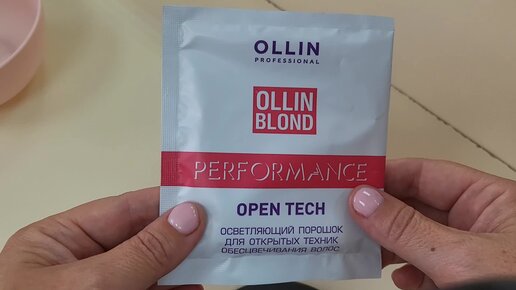 OLLIN
PROFESSIONAL
OLLIN
BLOND
PERFORMANCE
OPEN TECH
ОСВЕТЛЯЮЩИЙ ПОРОШОК
ДЛЯ ОТКРЫТЫХ ТЕХНИК
ОБЕСЦВЕЧИВАНИЯ ВОЛОС